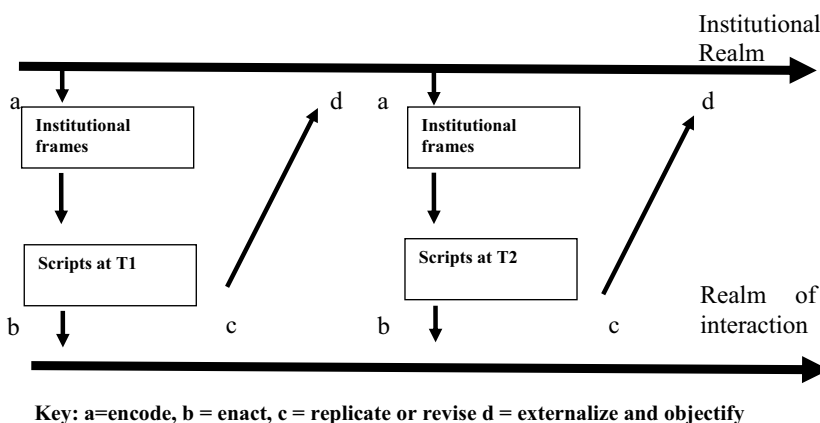 Institutional
Realm
a
d
a
d
Institutional
frames
Institutional
frames
Scripts at T1
Scripts at T2
Realm of
interaction
b
c
b
c
Key: a=encode, b = enact, c = replicate or revise d = externalize and objectify